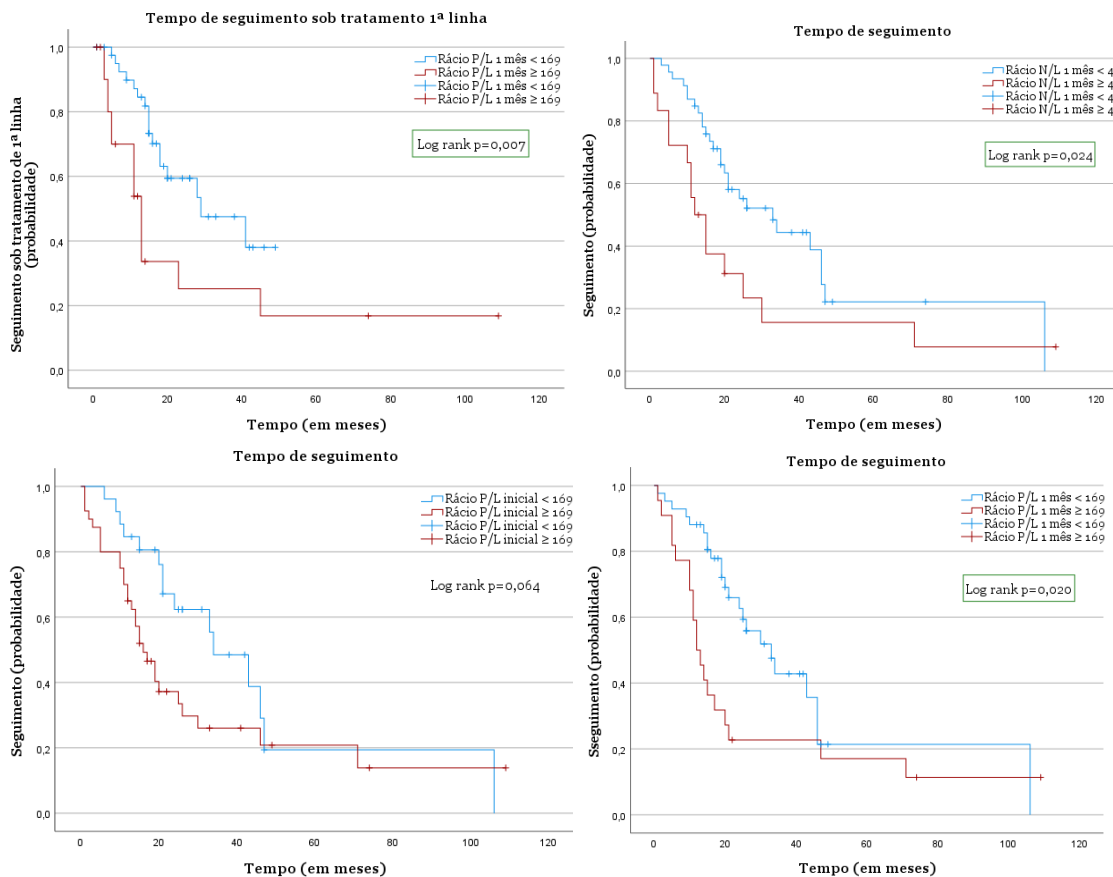 Tempo de seguimento sob tratamento 1ª linha
Seguimento sob tratamento de 1ª linha
(probabilidade)
1,0
0,8
0,6
0,4
0,2
0,0
Rácio P/L 1 mês < 169
Rácio P/L 1 mês ≥ 169
Rácio P/L 1 mês < 169
Rácio P/L 1 mês ≥ 169
Log rank p=0,007
0 20 40 60 80 100 120
Tempo (em meses)
Tempo de seguimento
Seguimento (probabilidade)
1,0
0,8
0,6
0,4
0,2
0,0
Rácio N/L 1 mês < 4
Rácio N/L 1 mês ≥ 4
Rácio N/L 1 mês < 4
Rácio N/L 1 mês ≥ 4
Log rank p=0,024
0 20 40 60 80 100 120
Tempo (em meses)
Tempo de seguimento
Seguimento (probabilidade)
1,0
0,8
0,6
0,4
0,2
0,0
Rácio P/L inicial < 169
Rácio P/L inicial ≥ 169
Rácio P/L inicial < 169
Rácio P/L inicial ≥ 169
Log rank p=0,064
0 20 40 60 80 100 120
Tempo (em meses)
Tempo de seguimento
Sseguimento (probabilidade)
1,0
0,8
0,6
0,4
0,2
0,0
Rácio P/L 1 mês < 169
Rácio P/L 1 mês ≥ 169
Rácio P/L 1 mês < 169
Rácio P/L 1 mês ≥ 169
Log rank p=0,020
0 20 40 60 80 100 120
Tempo (em meses)